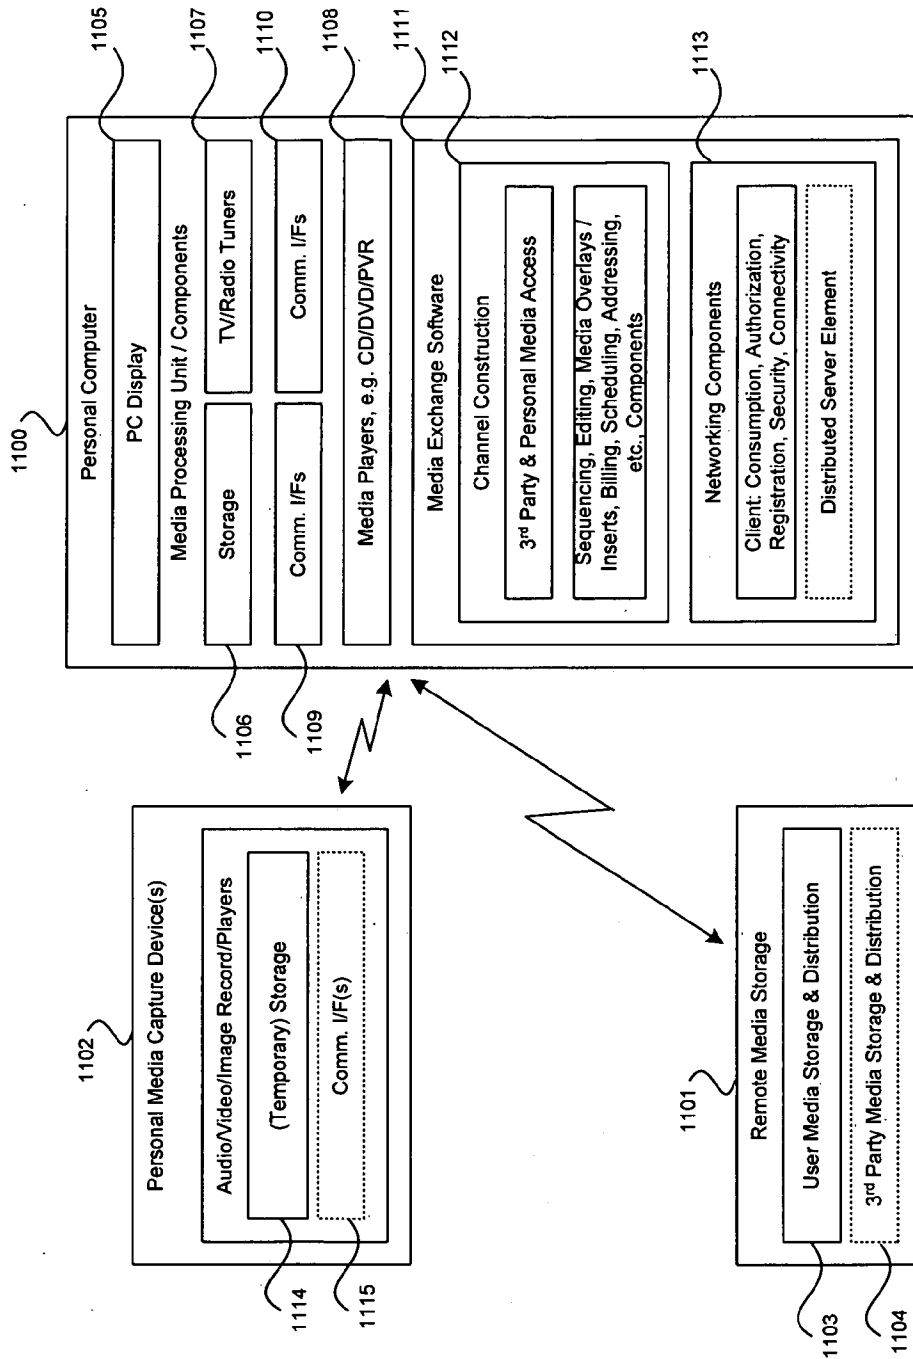 1100
Personal Computer
1105
PC Display
Media Processing Unit / Components
1107
Storage
TV/Radio Tuners
1106
1110
Comm. I/Fs
Comm. I/Fs
1109
1108
Media Players, e.g. CD/DVD/PVR
1111
Media Exchange Software
1112
Channel Construction
3rd Party & Personal Media Access
Sequencing, Editing, Media Overlays /
Inserts, Billing, Scheduling, Addressing,
etc., Components
1113
Networking Components
Client: Consumption, Authorization,
Registration, Security, Connectivity
Distributed Server Element
1102
Personal Media Capture Device(s)
Audio/Video/Image Record/Players
(Temporary) Storage
1114
Comm. I/F(s)
1115
1101
Remote Media Storage
User Media Storage & Distribution
1103
3rd Party Media Storage & Distribution
1104